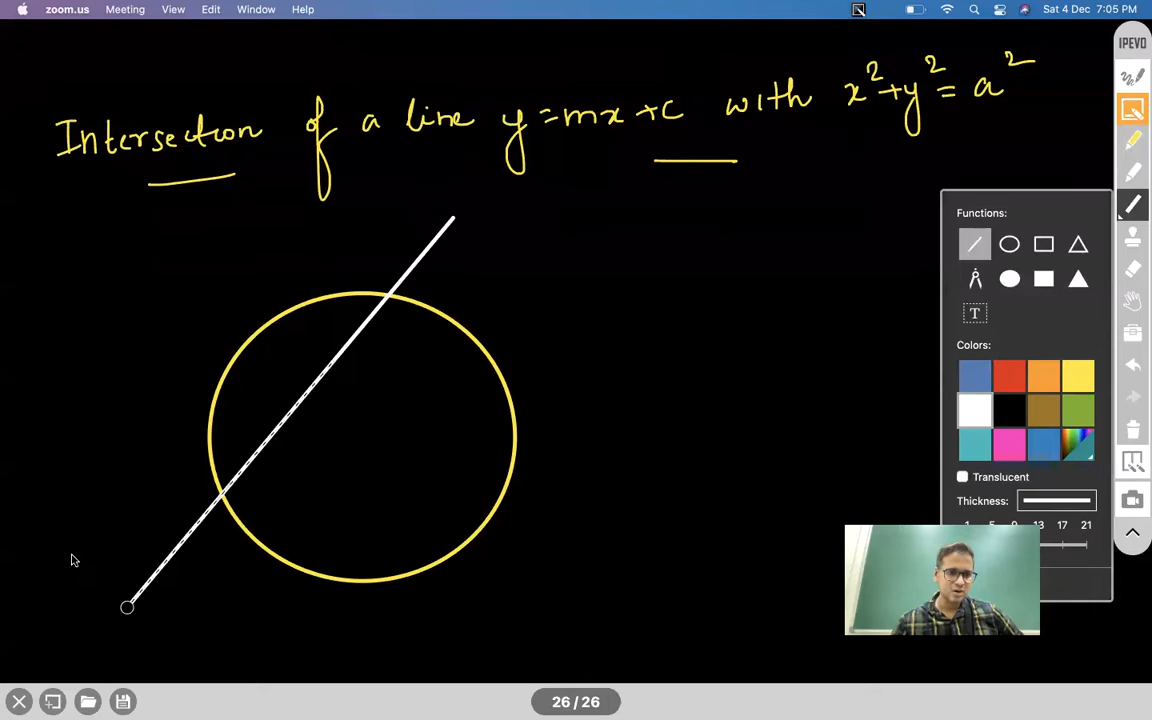 zoom.us Meeting View Edit Window Help Sat 4 Dec 7:05 PM
IPEVO
Intersection of a line y=mx+c with x²+y²=a²
Functions:
T
Colors:
Translucent
Thickness:
1 5 9 13 17 21
26 / 26